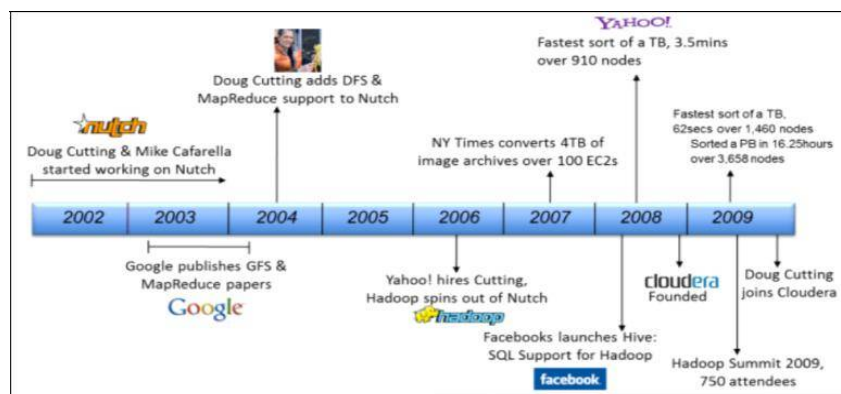 YAHOO!
Fastest sort of a TB, 3.5mins
over 910 nodes
Doug Cutting adds DFS &
MapReduce support to Nutch
Fastest sort of a TB,
62secs over 1,460 nodes
Sorted a PB in 16.25hours
over 3,658 nodes
nutch
NY Times converts 4TB of
image archives over 100 EC2s
Doug Cutting & Mike Cafarella
started working on Nutch
2002 2003 2004 2005 2006 2007 2008 2009
Google publishes GFS &
MapReduce papers
Google
Yahoo! hires Cutting,
Hadoop spins out of Nutch
hadoop
cloudera
Founded
Doug Cutting
joins Cloudera
Facebooks launches Hive:
SQL Support for Hadoop
facebook
Hadoop Summit 2009,
750 attendees